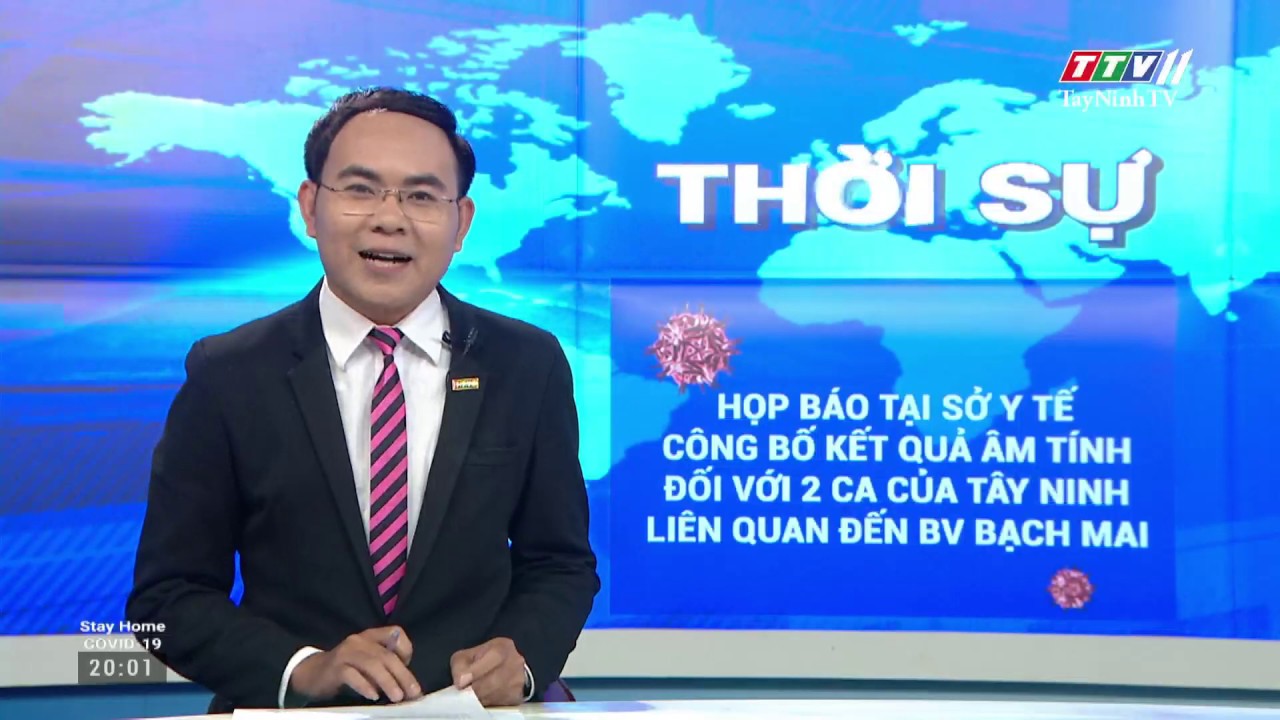 TTV11
TayNinhTV
THỜI SỰ
HỌP BÁO TẠI SỞ Y TẾ
CÔNG BỐ KẾT QUẢ ÂM TÍNH
ĐỐI VỚI 2 CA CỦA TÂY NINH
LIÊN QUAN ĐẾN BV BẠCH MAI
Stay Home
COVID-19
20:01